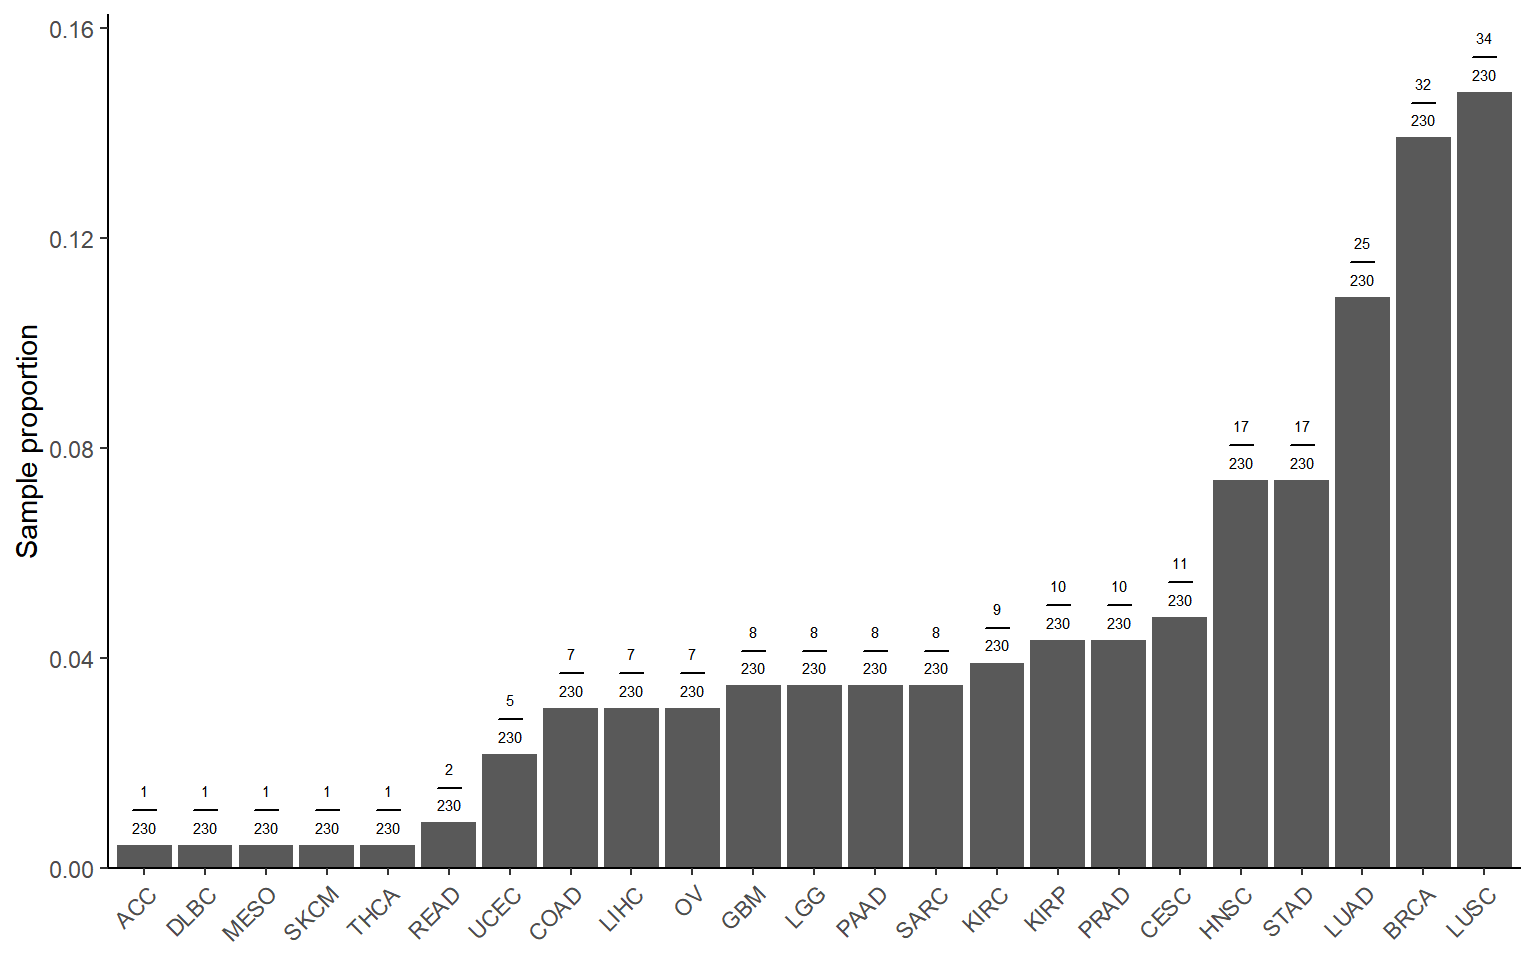 Sample proportion
0.16
0.12
0.08
0.04
0.00
1
230
1
230
1
230
1
230
1
230
2
230
5
230
7
230
7
230
7
230
8
230
8
230
8
230
8
230
9
230
10
230
10
230
11
230
17
230
17
230
25
230
32
230
34
230
ACC
DLBC
MESO
SKCM
THCA
READ
UCEC
COAD
LIHC
OV
GBM
LGG
PAAD
SARC
KIRC
KIRP
PRAD
CESC
HNSC
STAD
LUAD
BRCA
LUSC